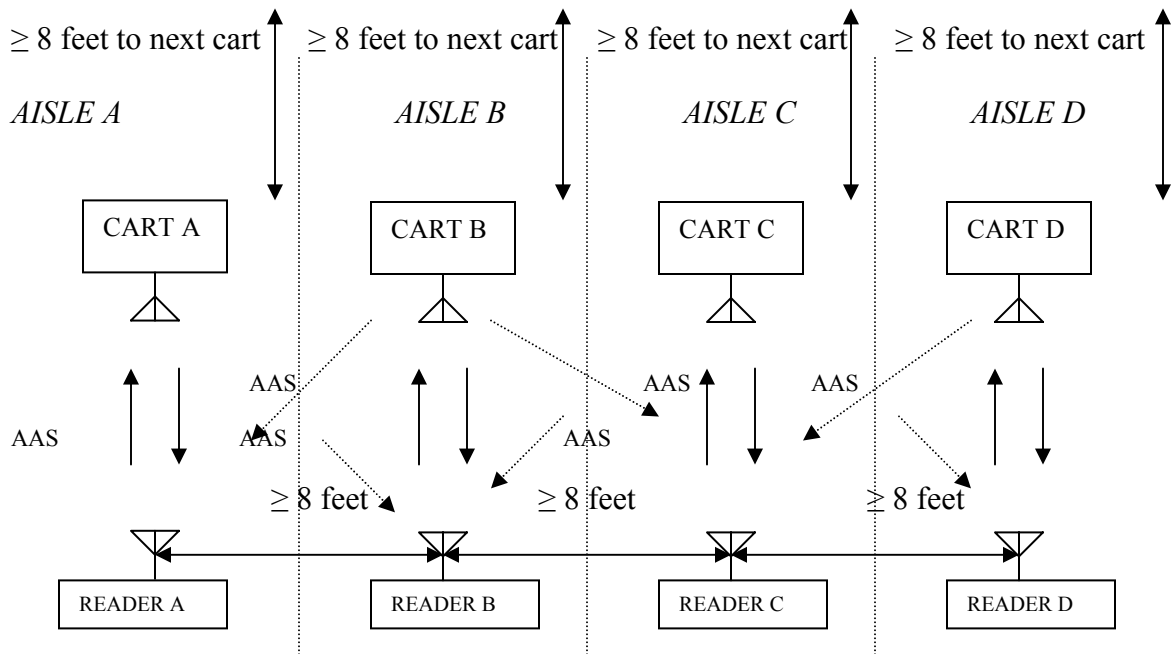 ≥ 8 feet to next cart ≥ 8 feet to next cart ≥ 8 feet to next cart ≥ 8 feet to next cart
AISLE A AISLE B AISLE C AISLE D
CART A CART B CART C CART D
AAS AAS AAS
AAS AAS AAS
≥ 8 feet ≥ 8 feet ≥ 8 feet
READER A READER B READER C READER D